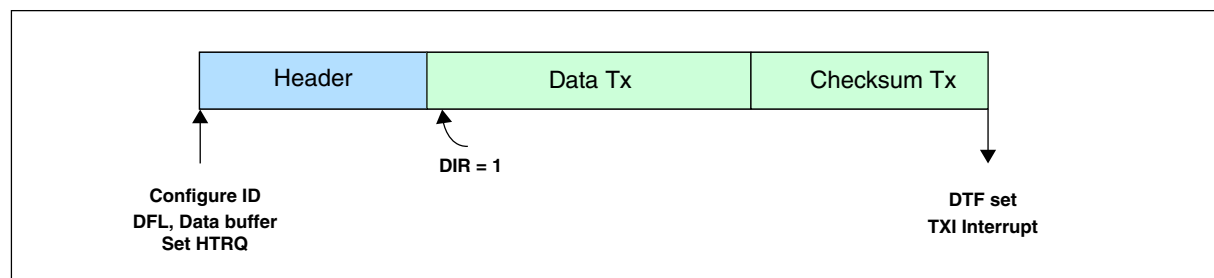 Header
Data Tx
Checksum Tx
DIR = 1
Configure ID
DFL, Data buffer
Set HTRQ
DTF set
TXI Interrupt